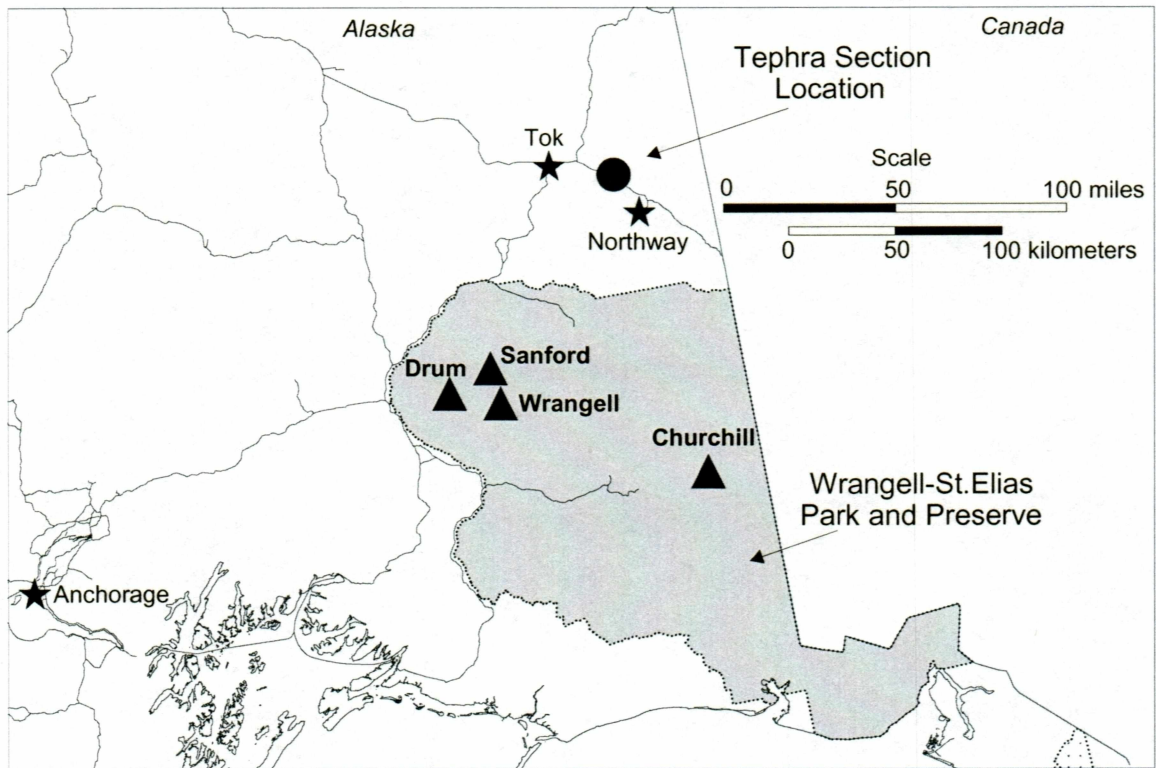 Alaska
Canada
Tephra Section
Location
Tok
Scale
0 50 100 miles
Northway
0 50 100 kilometers
Sanford
Drum
Wrangell
Churchill
Wrangell-St.Elias
Park and Preserve
Anchorage